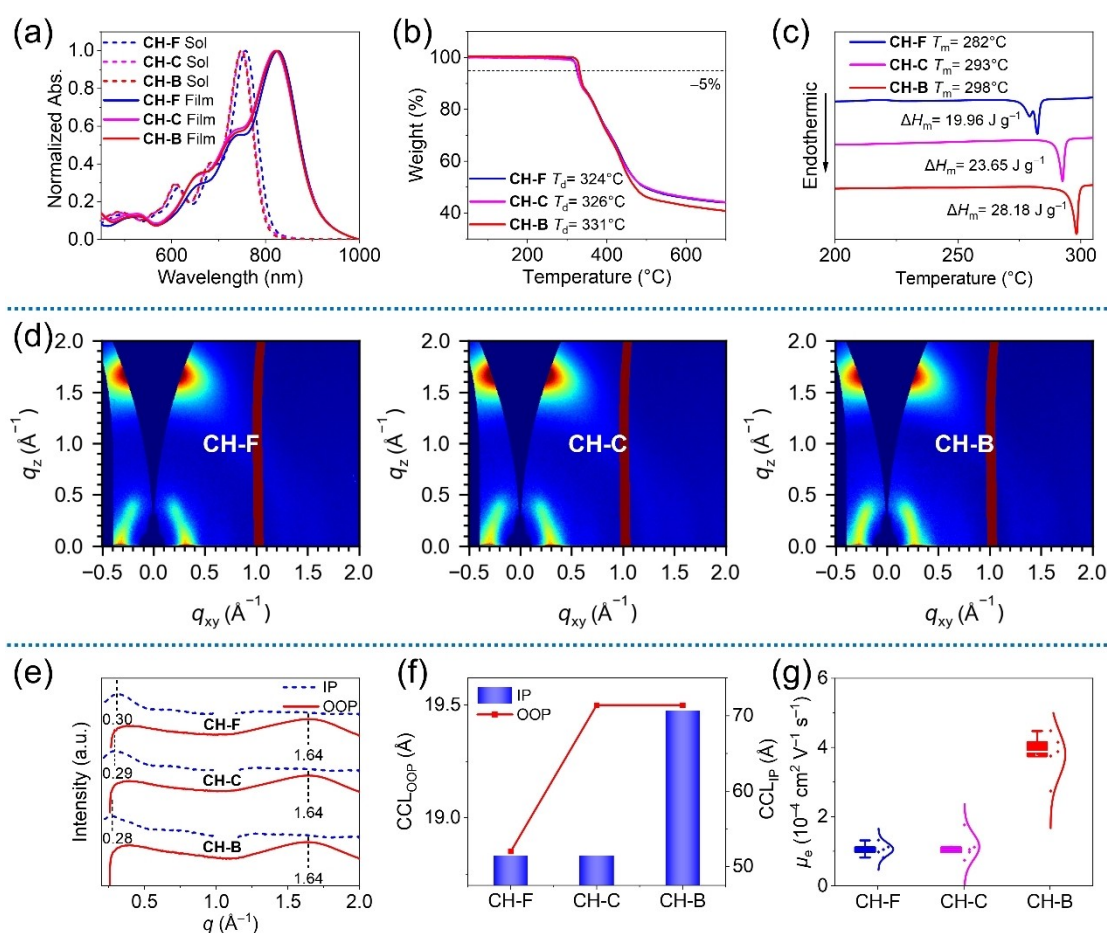 (a)
CH-F Sol
CH-C Sol
CH-B Sol
CH-F Film
CH-C Film
CH-B Film
Normalized Abs.
1.0
0.8
0.6
0.4
0.2
0.0
600
800
1000
Wavelength (nm)
(b)
−5%
CH-F Td= 324°C
CH-C Td= 326°C
CH-B Td= 331°C
Weight (%)
100
80
60
40
200
400
600
Temperature (°C)
(c)
CH-F Tm = 282°C
CH-C Tm = 293°C
CH-B Tm = 298°C
Endothermic
ΔHm= 19.96 J g−1
ΔHm= 23.65 J g−1
ΔHm= 28.18 J g−1
200
250
300
Temperature (°C)
(d)
qz (Å−1)
2.0
1.5
1.0
0.5
0.0
CH-F
−0.5 0.0 0.5 1.0 1.5 2.0
qxy (Å−1)
qz (Å−1)
2.0
1.5
1.0
0.5
0.0
CH-C
−0.5 0.0 0.5 1.0 1.5 2.0
qxy (Å−1)
qz (Å−1)
2.0
1.5
1.0
0.5
0.0
CH-B
−0.5 0.0 0.5 1.0 1.5 2.0
qxy (Å−1)
(e)
IP
OOP
Intensity (a.u.)
0.30
CH-F
1.64
0.29
CH-C
1.64
0.28
CH-B
1.64
0.5 1.0 1.5 2.0
q (Å−1)
(f)
IP
OOP
CCLOOP (Å)
19.5
19.0
CCLIP (Å)
70
60
50
CH-F CH-C CH-B
(g)
μe (10−4 cm2 V−1 s−1)
6
4
2
0
CH-F CH-C CH-B